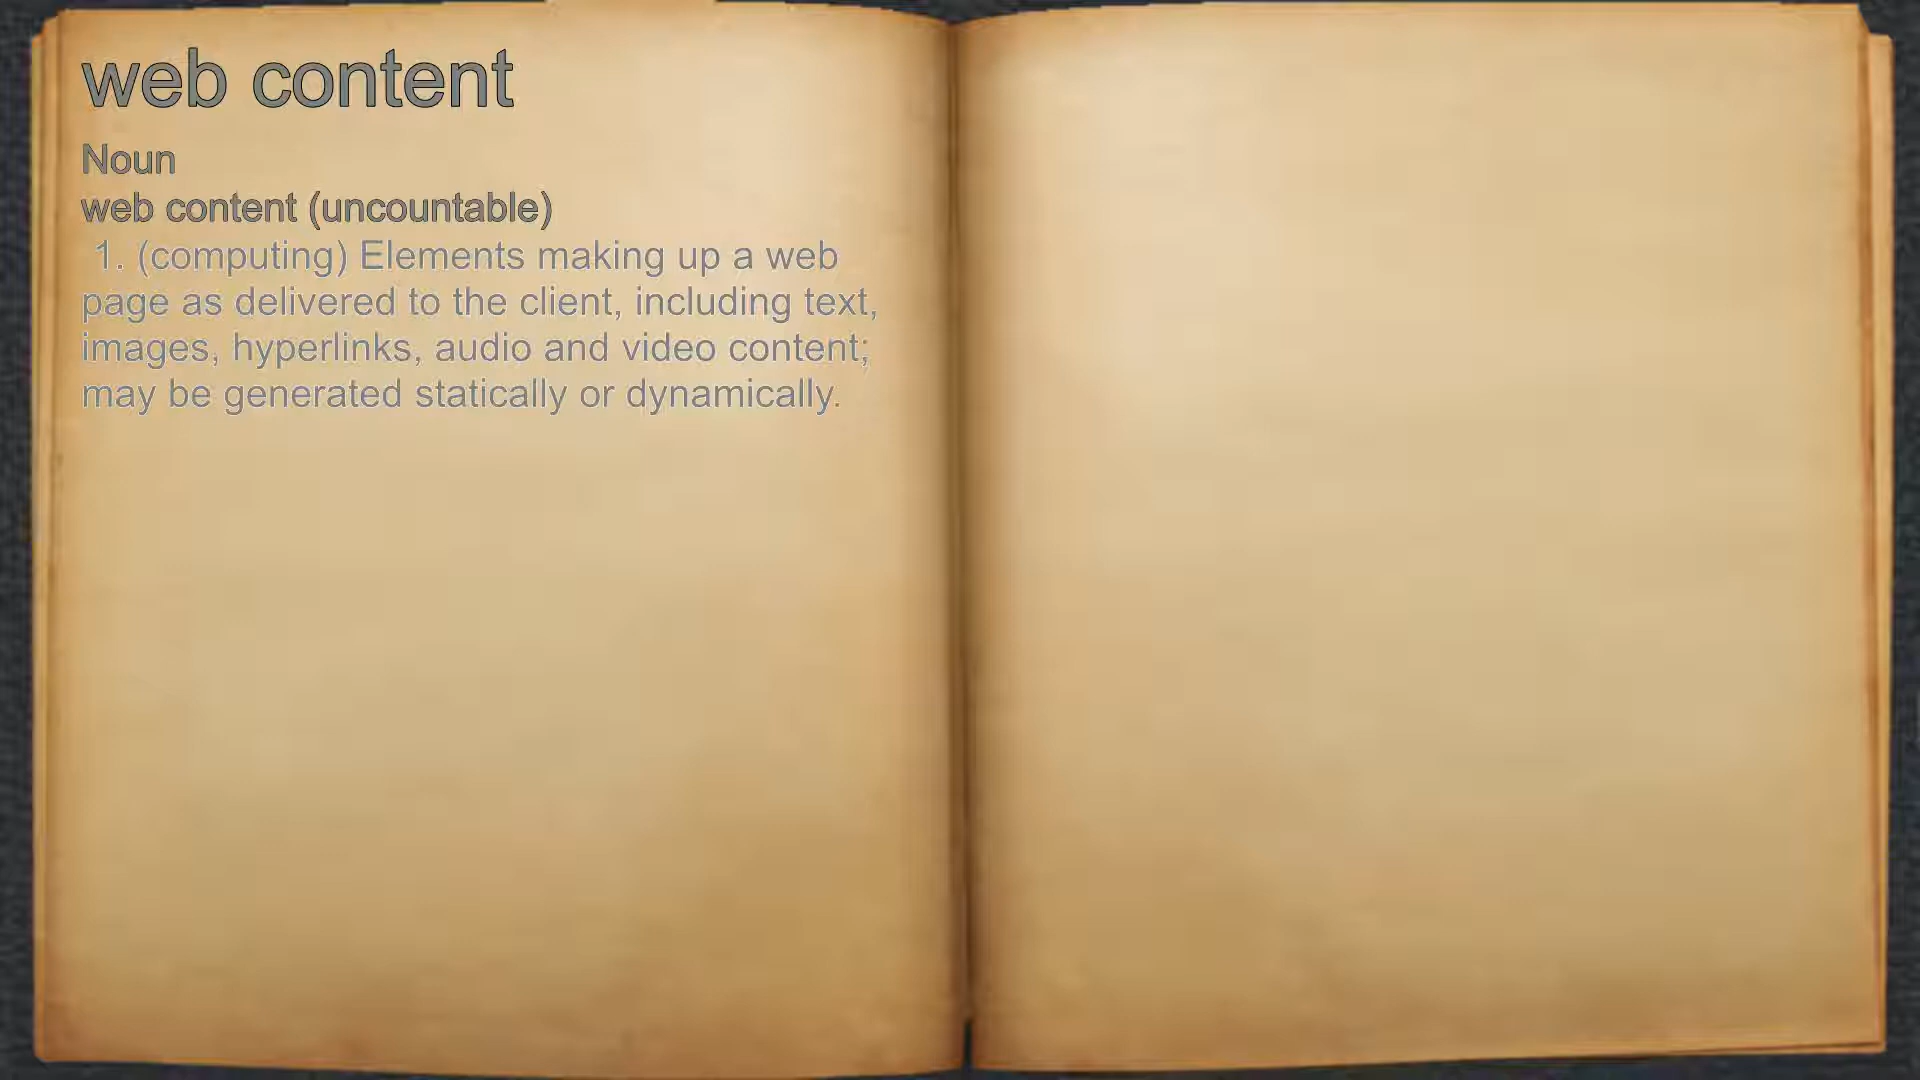 web content
Noun
web content (uncountable)
1. (computing) Elements making up a web
page as delivered to the client, including text,
images, hyperlinks, audio and video content;
may be generated statically or dynamically.